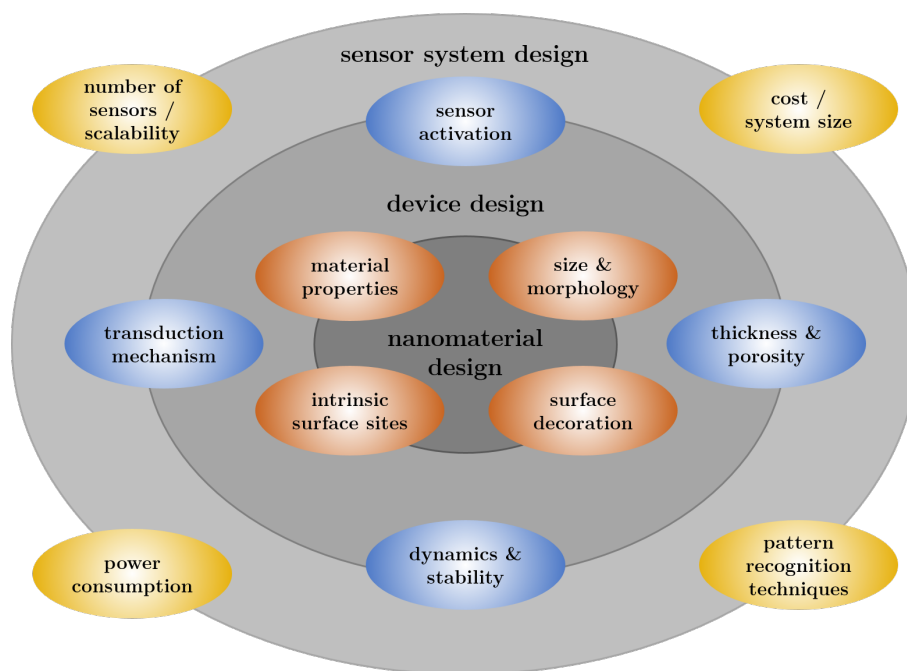 sensor system design
number of
sensors /
scalability
sensor
activation
cost /
system size
device design
material
properties
size &
morphology
transduction
mechanism
nanomaterial
design
thickness &
porosity
intrinsic
surface sites
surface
decoration
power
consumption
dynamics &
stability
pattern
recognition
techniques